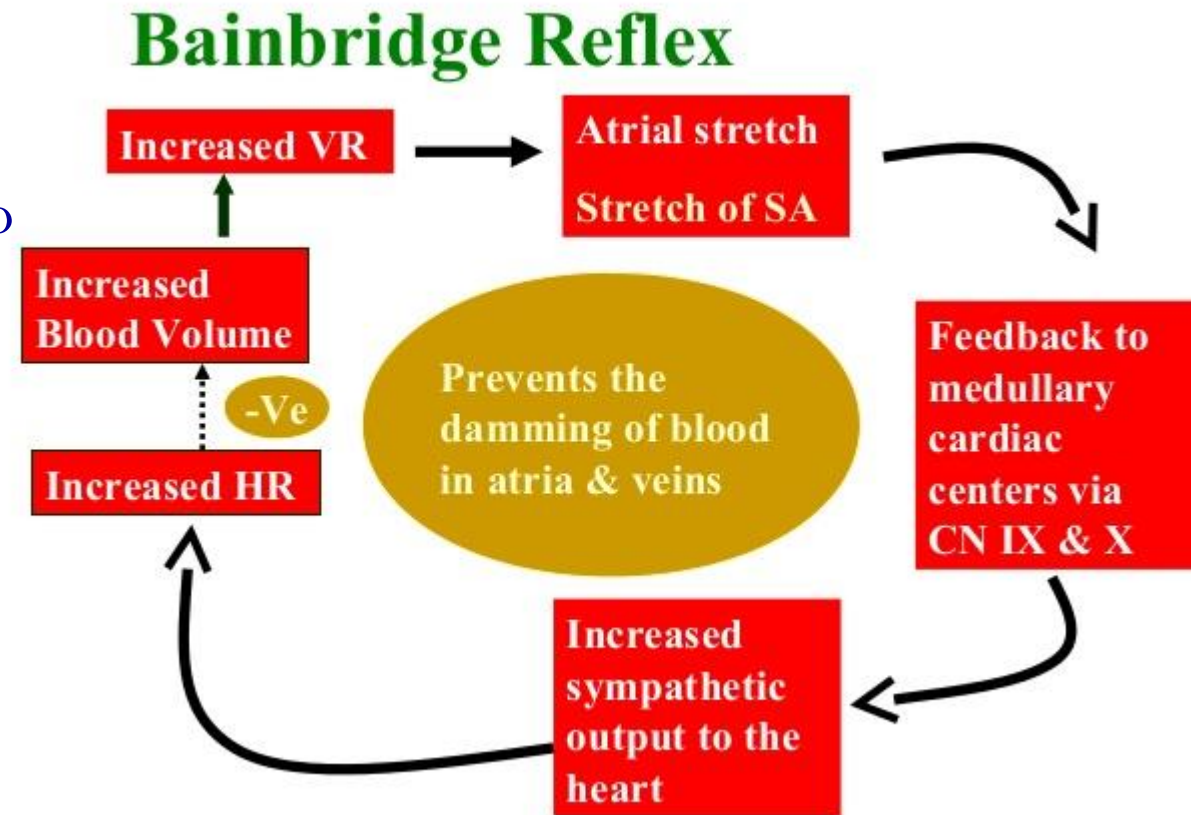 Bainbridge Reflex
Increased VR
Atrial stretch
Stretch of SA
Feedback to
medullary
cardiac
centers via
CN IX & X
Increased
sympathetic
output to the
heart
Increased HR
-Ve
Increased
Blood Volume
Prevents the
damming of blood
in atria & veins